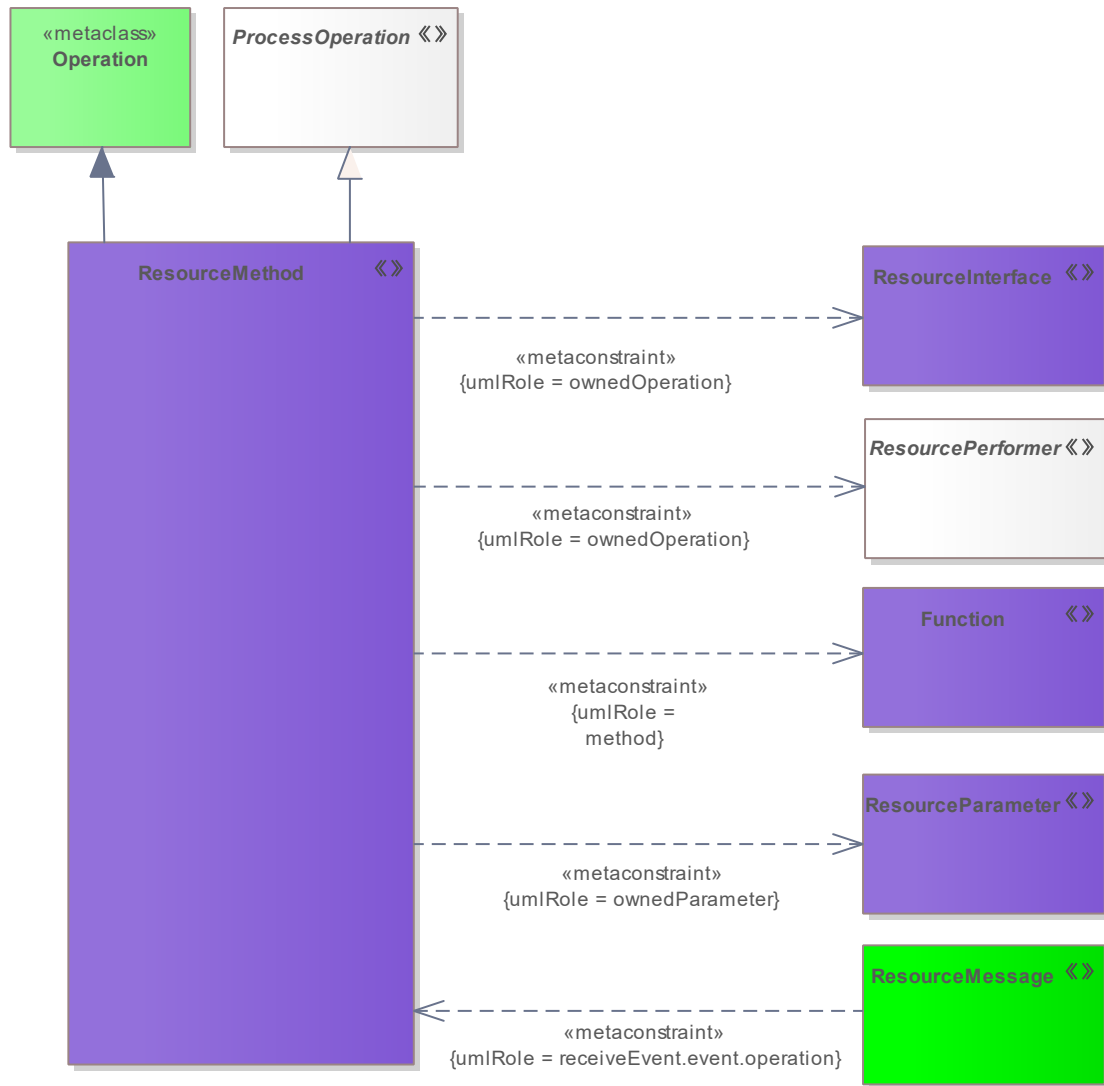 «metaclass»
Operation
ProcessOperation «»
ResourceMethod «»
ResourceInterface «»
«metaconstraint»
{umlRole = ownedOperation}
ResourcePerformer «»
«metaconstraint»
{umlRole = ownedOperation}
Function «»
«metaconstraint»
{umlRole =
method}
ResourceParameter «»
«metaconstraint»
{umlRole = ownedParameter}
ResourceMessage «»
«metaconstraint»
{umlRole = receiveEvent.event.operation}